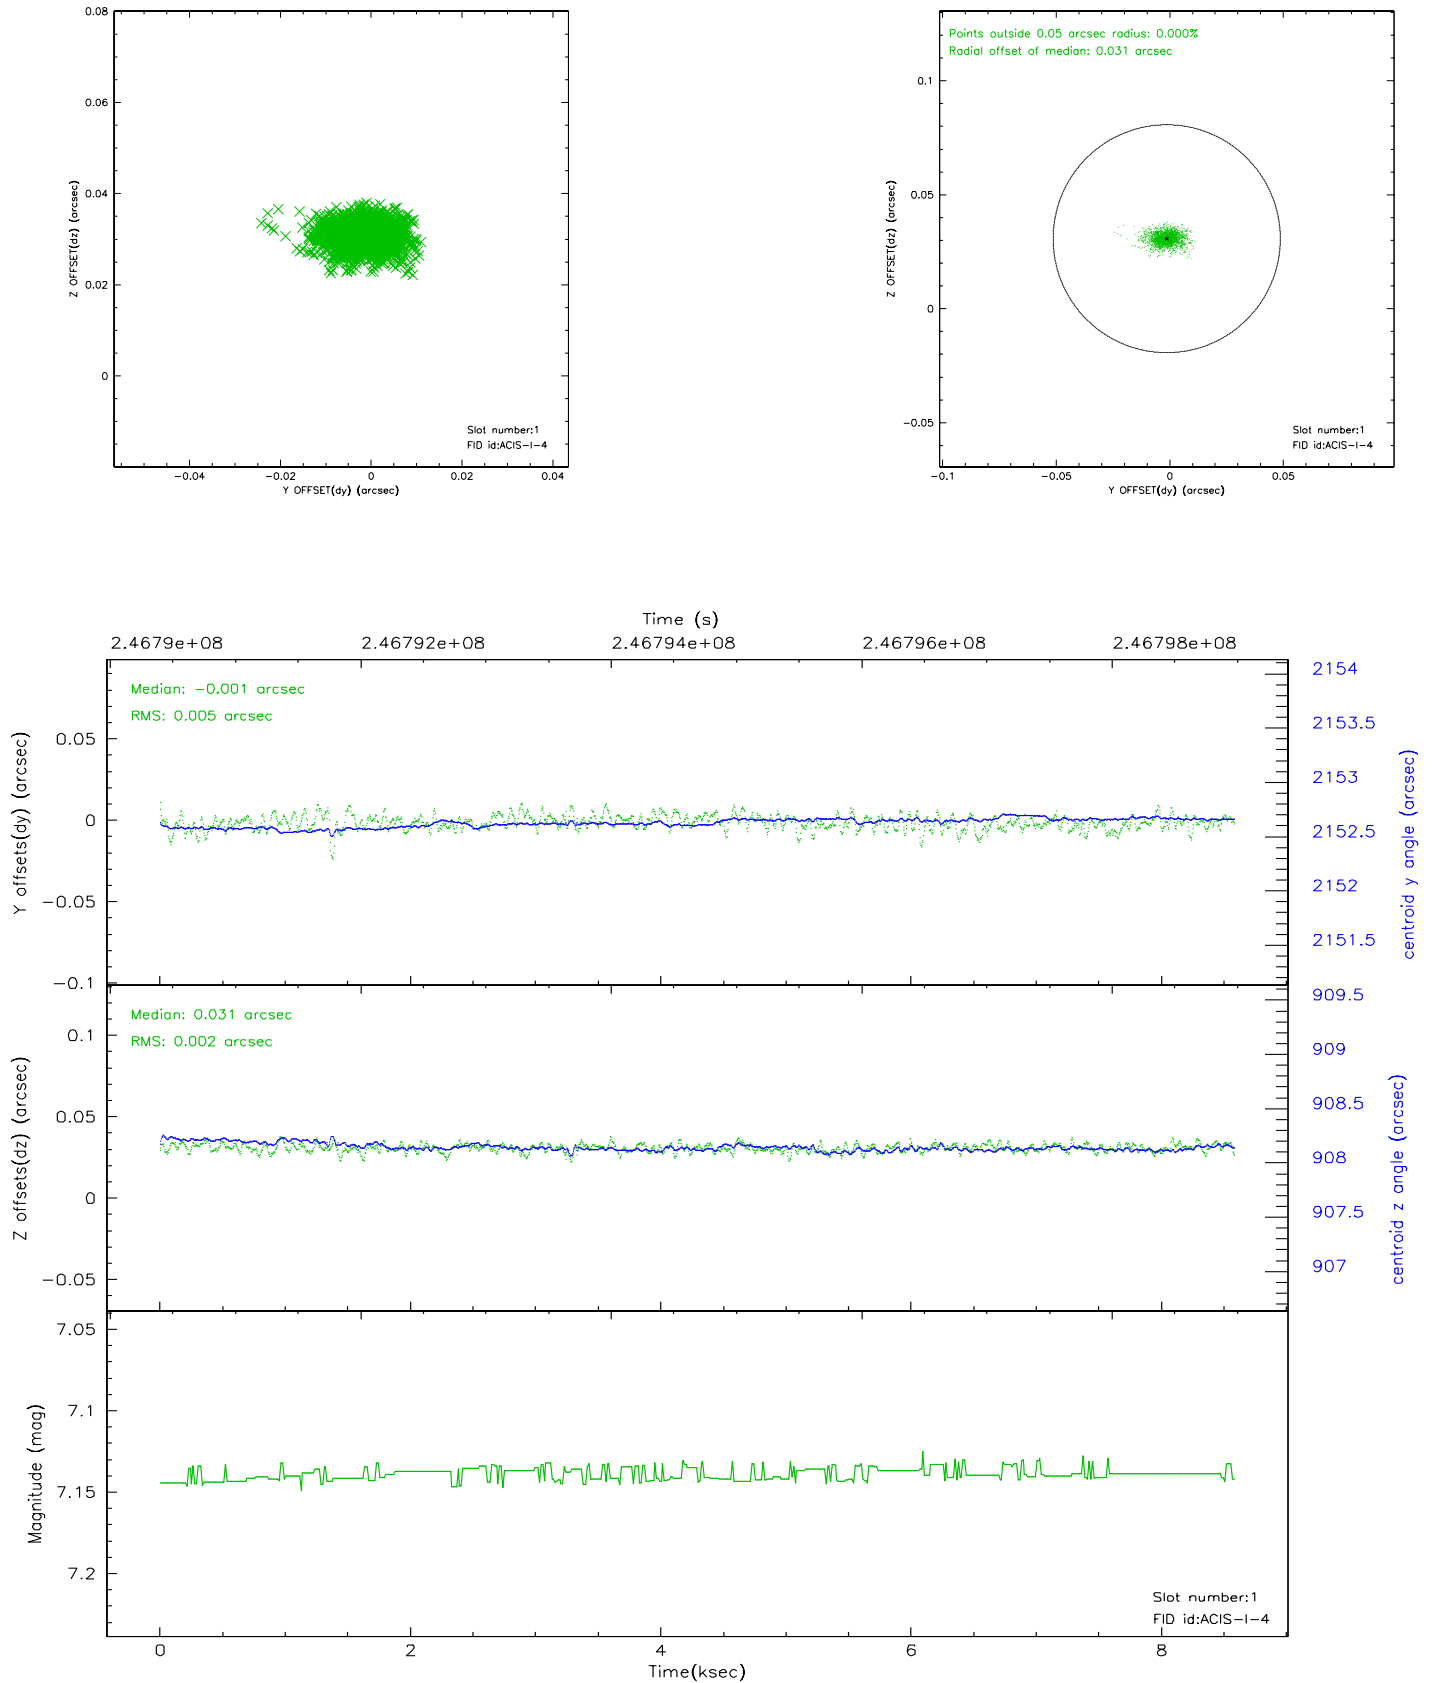 0.08
0.06
0.04
0.02
0
Z OFFSET(dz) (arcsec)
Slot number:1
FID id:ACIS-I-4
-0.04
-0.02
0
0.02
0.04
Y OFFSET(dy) (arcsec)
Points outside 0.05 arcsec radius: 0.000%
Radial offset of median: 0.031 arcsec
0.1
0.05
0
-0.05
Z OFFSET(dz) (arcsec)
Slot number:1
FID id:ACIS-I-4
-0.1
-0.05
0
0.05
Y OFFSET(dy) (arcsec)
Time (s)
2.4679e+08
2.46792e+08
2.46794e+08
2.46796e+08
2.46798e+08
Median: -0.001 arcsec
RMS: 0.005 arcsec
0.05
0
-0.05
-0.1
Y offsets(dy) (arcsec)
2154
2153.5
2153
2152.5
2152
2151.5
centroid y angle (arcsec)
Median: 0.031 arcsec
RMS: 0.002 arcsec
0.1
0.05
0
-0.05
Z offsets(dz) (arcsec)
909.5
909
908.5
908
907.5
907
centroid z angle (arcsec)
7.05
7.1
7.15
7.2
Magnitude (mag)
Slot number:1
FID id:ACIS-I-4
0
2
4
6
8
Time(ksec)